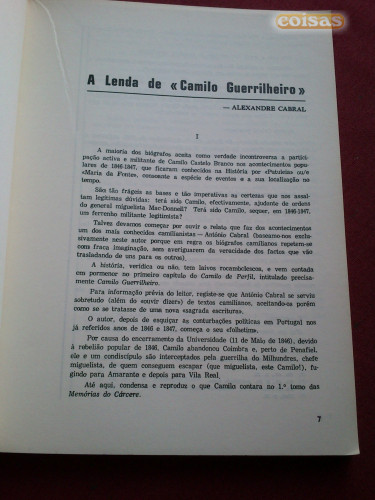 coisas
A Lenda de «Camilo Guerrilheiro»
— ALEXANDRE CABRAL
I
A maioria dos biógrafos aceita como verdade incontroversa a partici-
pação activa e militante de Camilo Castelo Branco nos acontecimentos popu-
lares de 1846-1847, que ficaram conhecidos na História por «Patuleia» ou/e
«Maria da Fonte», consoante a espécie de eventos e a sua localização no
tempo.
São tão frágeis as bases e tão imperativas as certezas que nos assal-
tam legítimas dúvidas: terá sido Camilo, efectivamente, ajudante de ordens
do general miguelista Mac-Donnell? Terá sido Camilo, sequer, em 1846-1847,
um ferrenho militante legitimista?
Talvez devamos começar por ouvir o relato que faz dos acontecimentos
um dos mais conhecidos camilianistas — António Cabral (baseamo-nos exclu-
sivamente neste autor porque em regra os biógrafos camilianos repetem-se
com fraca imaginação, sem averiguarem da veracidade dos factos que vão
trasladando de uns para os outros).
A história, verídica ou não, tem laivos rocambolescos, e vem contada
em pormenor no primeiro capítulo do Camilo de Perfil, intitulado precisa-
mente Camilo Guerrilheiro.
Para informação prévia do leitor, registe-se que António Cabral se serviu
sobretudo (além do ouvir dizer) de textos camilianos, aceitando-os porém
como se se tratasse de uma nova «sagrada escritura».
O autor, depois de esquiçar as conturbações políticas em Portugal nos
já referidos anos de 1846 e 1847, começa o seu «folhetim».
Por causa do encerramento da Universidade (11 de Maio de 1846), devido
à rebelião popular de 1846, Camilo abandonou Coimbra e, perto de Penafiel,
ele e um condiscípulo são interceptados pela guerrilha do Milhundres, chefe
miguelista, de quem conseguem escapar (que miguelista, este Camilo!), fu-
gindo para Amarante e depois para Vila Real.
Até aqui, condensa e reproduz o que Camilo contara no 1.º tomo das
Memórias do Cárcere.
7